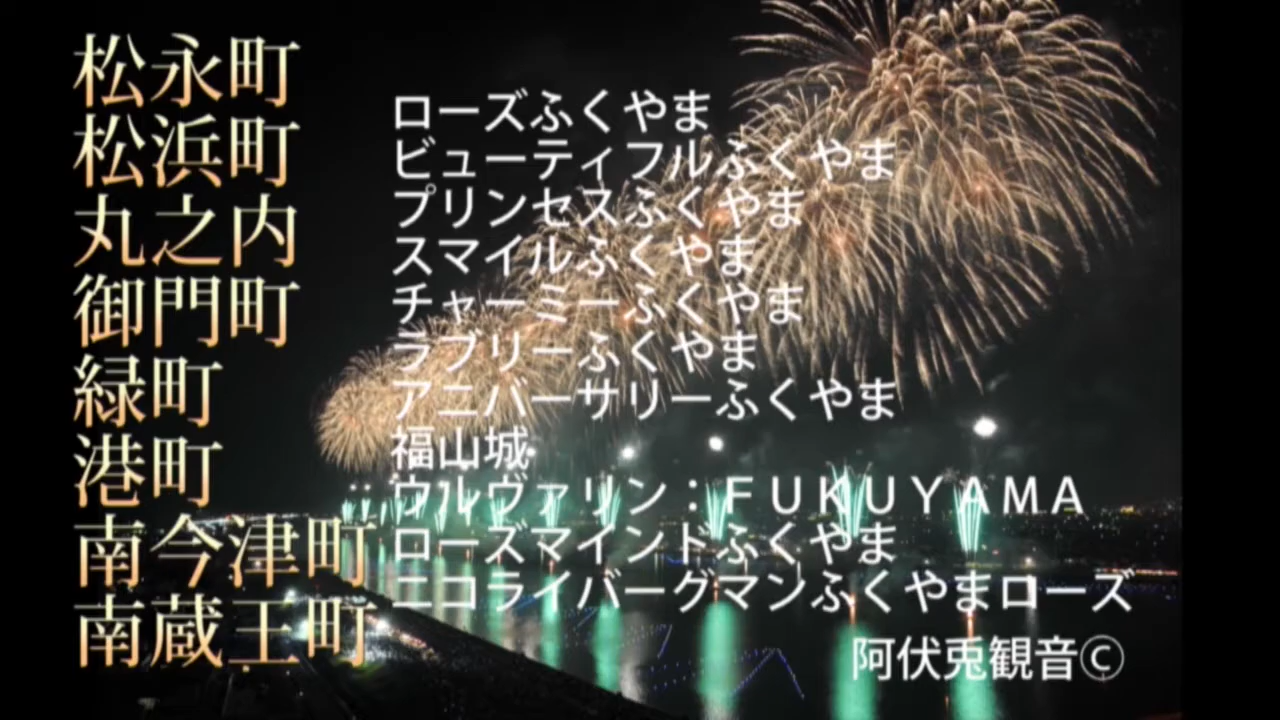 松永町
松浜町
丸之内
御門町
緑町
港町
南今津町
南蔵王町
ローズふくやま
ビューティフルふくやま
プリンセスふくやま
スマイルふくやま
チャーミーふくやま
ラブリーふくやま
アニバーサリーふくやま
福山城
ウルヴァリン：ＦＵＫＵＹＡＭＡ
ローズマインドふくやま
ニコライバーグマンふくやまローズ
阿伏兎観音©